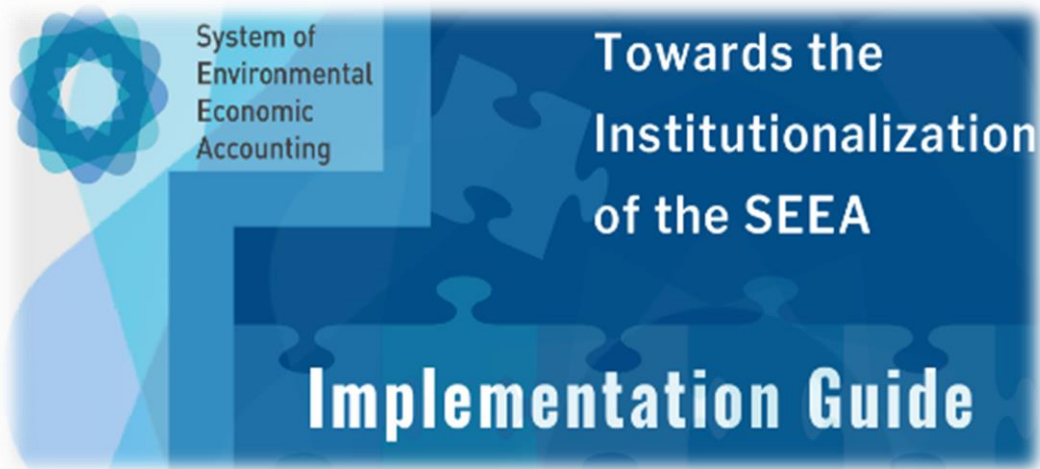 System of
Environmental
Economic
Accounting
Towards the
Institutionalization
of the SEEA
Implementation Guide